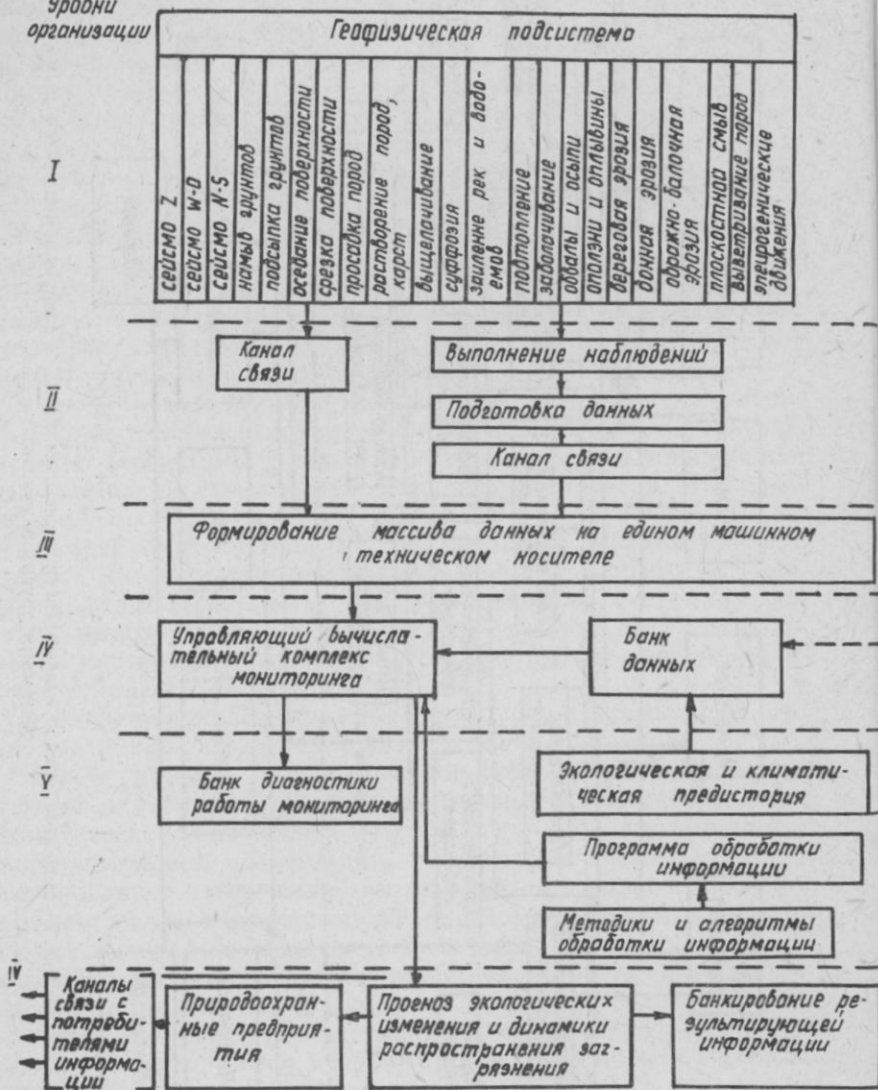 Уровни
организации
Геафизическая подсистема
I
сейсмо Z
сейсмо W-O
сейсмо N-S
намыв грунтов
подсыпка грунтов
оседание поверхности
срезка поверхности
просадка пород
растворение пород,
карст
выщелачивание
суффозия
заиление рек и водо-
емов
подтопление
заболачивание
обвалы и осыпи
оползни и оплывины
береговая эрозия
донная эрозия
овражно-балочная
эрозия
плоскостной смыв
выветривание пород
эпейрогенические
движения
II
Канал
связи
Выполнение наблюдений
Подготовка данных
Канал связи
III
Формирование массива данных на едином машинном
техническом носителе
IV
Управляющий вычисла-
тельный комплекс
мониторинга
Банк
данных
V
Банк диагностики
работы мониторинга
Экологическая и климати-
ческая предистория
Программа обработки
информации
Методики и алгоритмы
обработки информации
IV
Каналы
связи с
потреби-
телями
информа-
ции
Природоохран-
ные предприя-
тия
Прогноз экологических
изменения и динамики
распространения заг-
рязнения
Банкирование ре-
зультирующей
информации